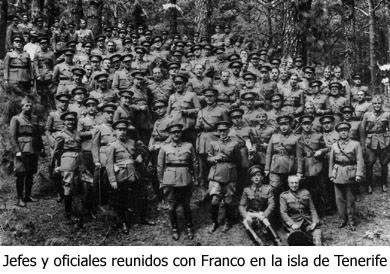 Jefes y oficiales reunidos con Franco en la isla de Tenerife